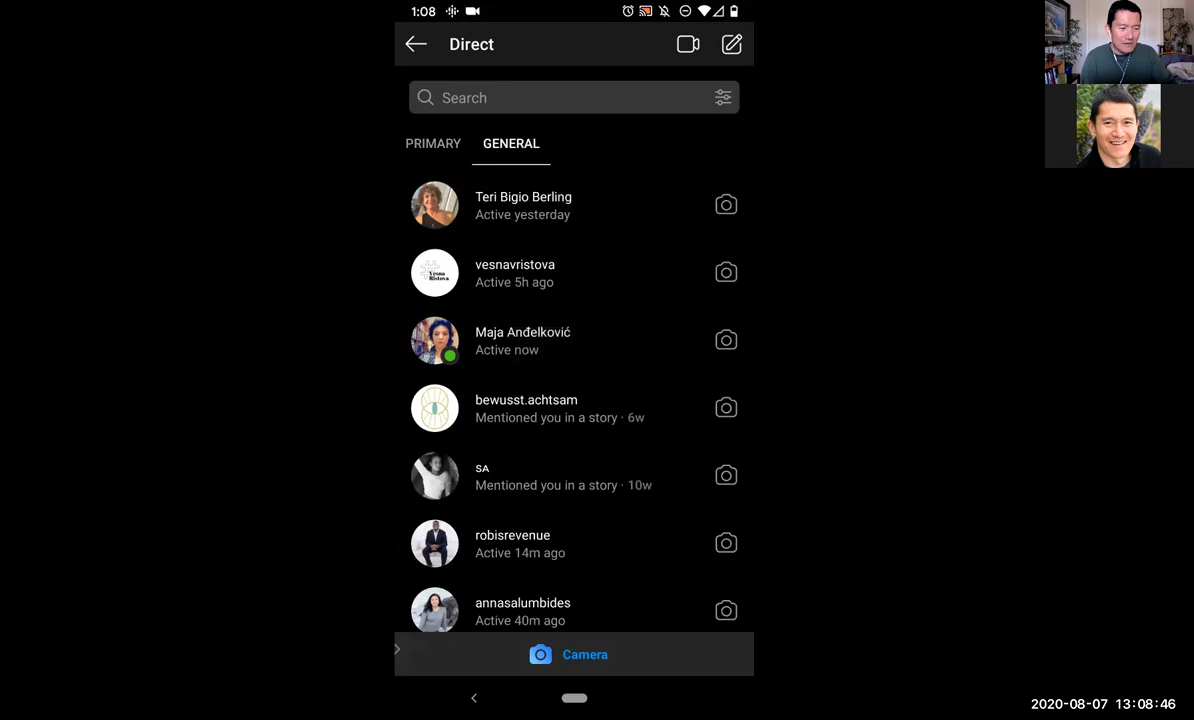 1:08
Direct
Search
PRIMARY GENERAL
Teri Bigio Berling
Active yesterday
vesnavristova
Active 5h ago
Vesna
Ristova
Maja Anđelković
Active now
bewusst.achtsam
Mentioned you in a story · 6w
SA
Mentioned you in a story · 10w
robisrevenue
Active 14m ago
annasalumbides
Active 40m ago
Camera
2020-08-07 13:08:46